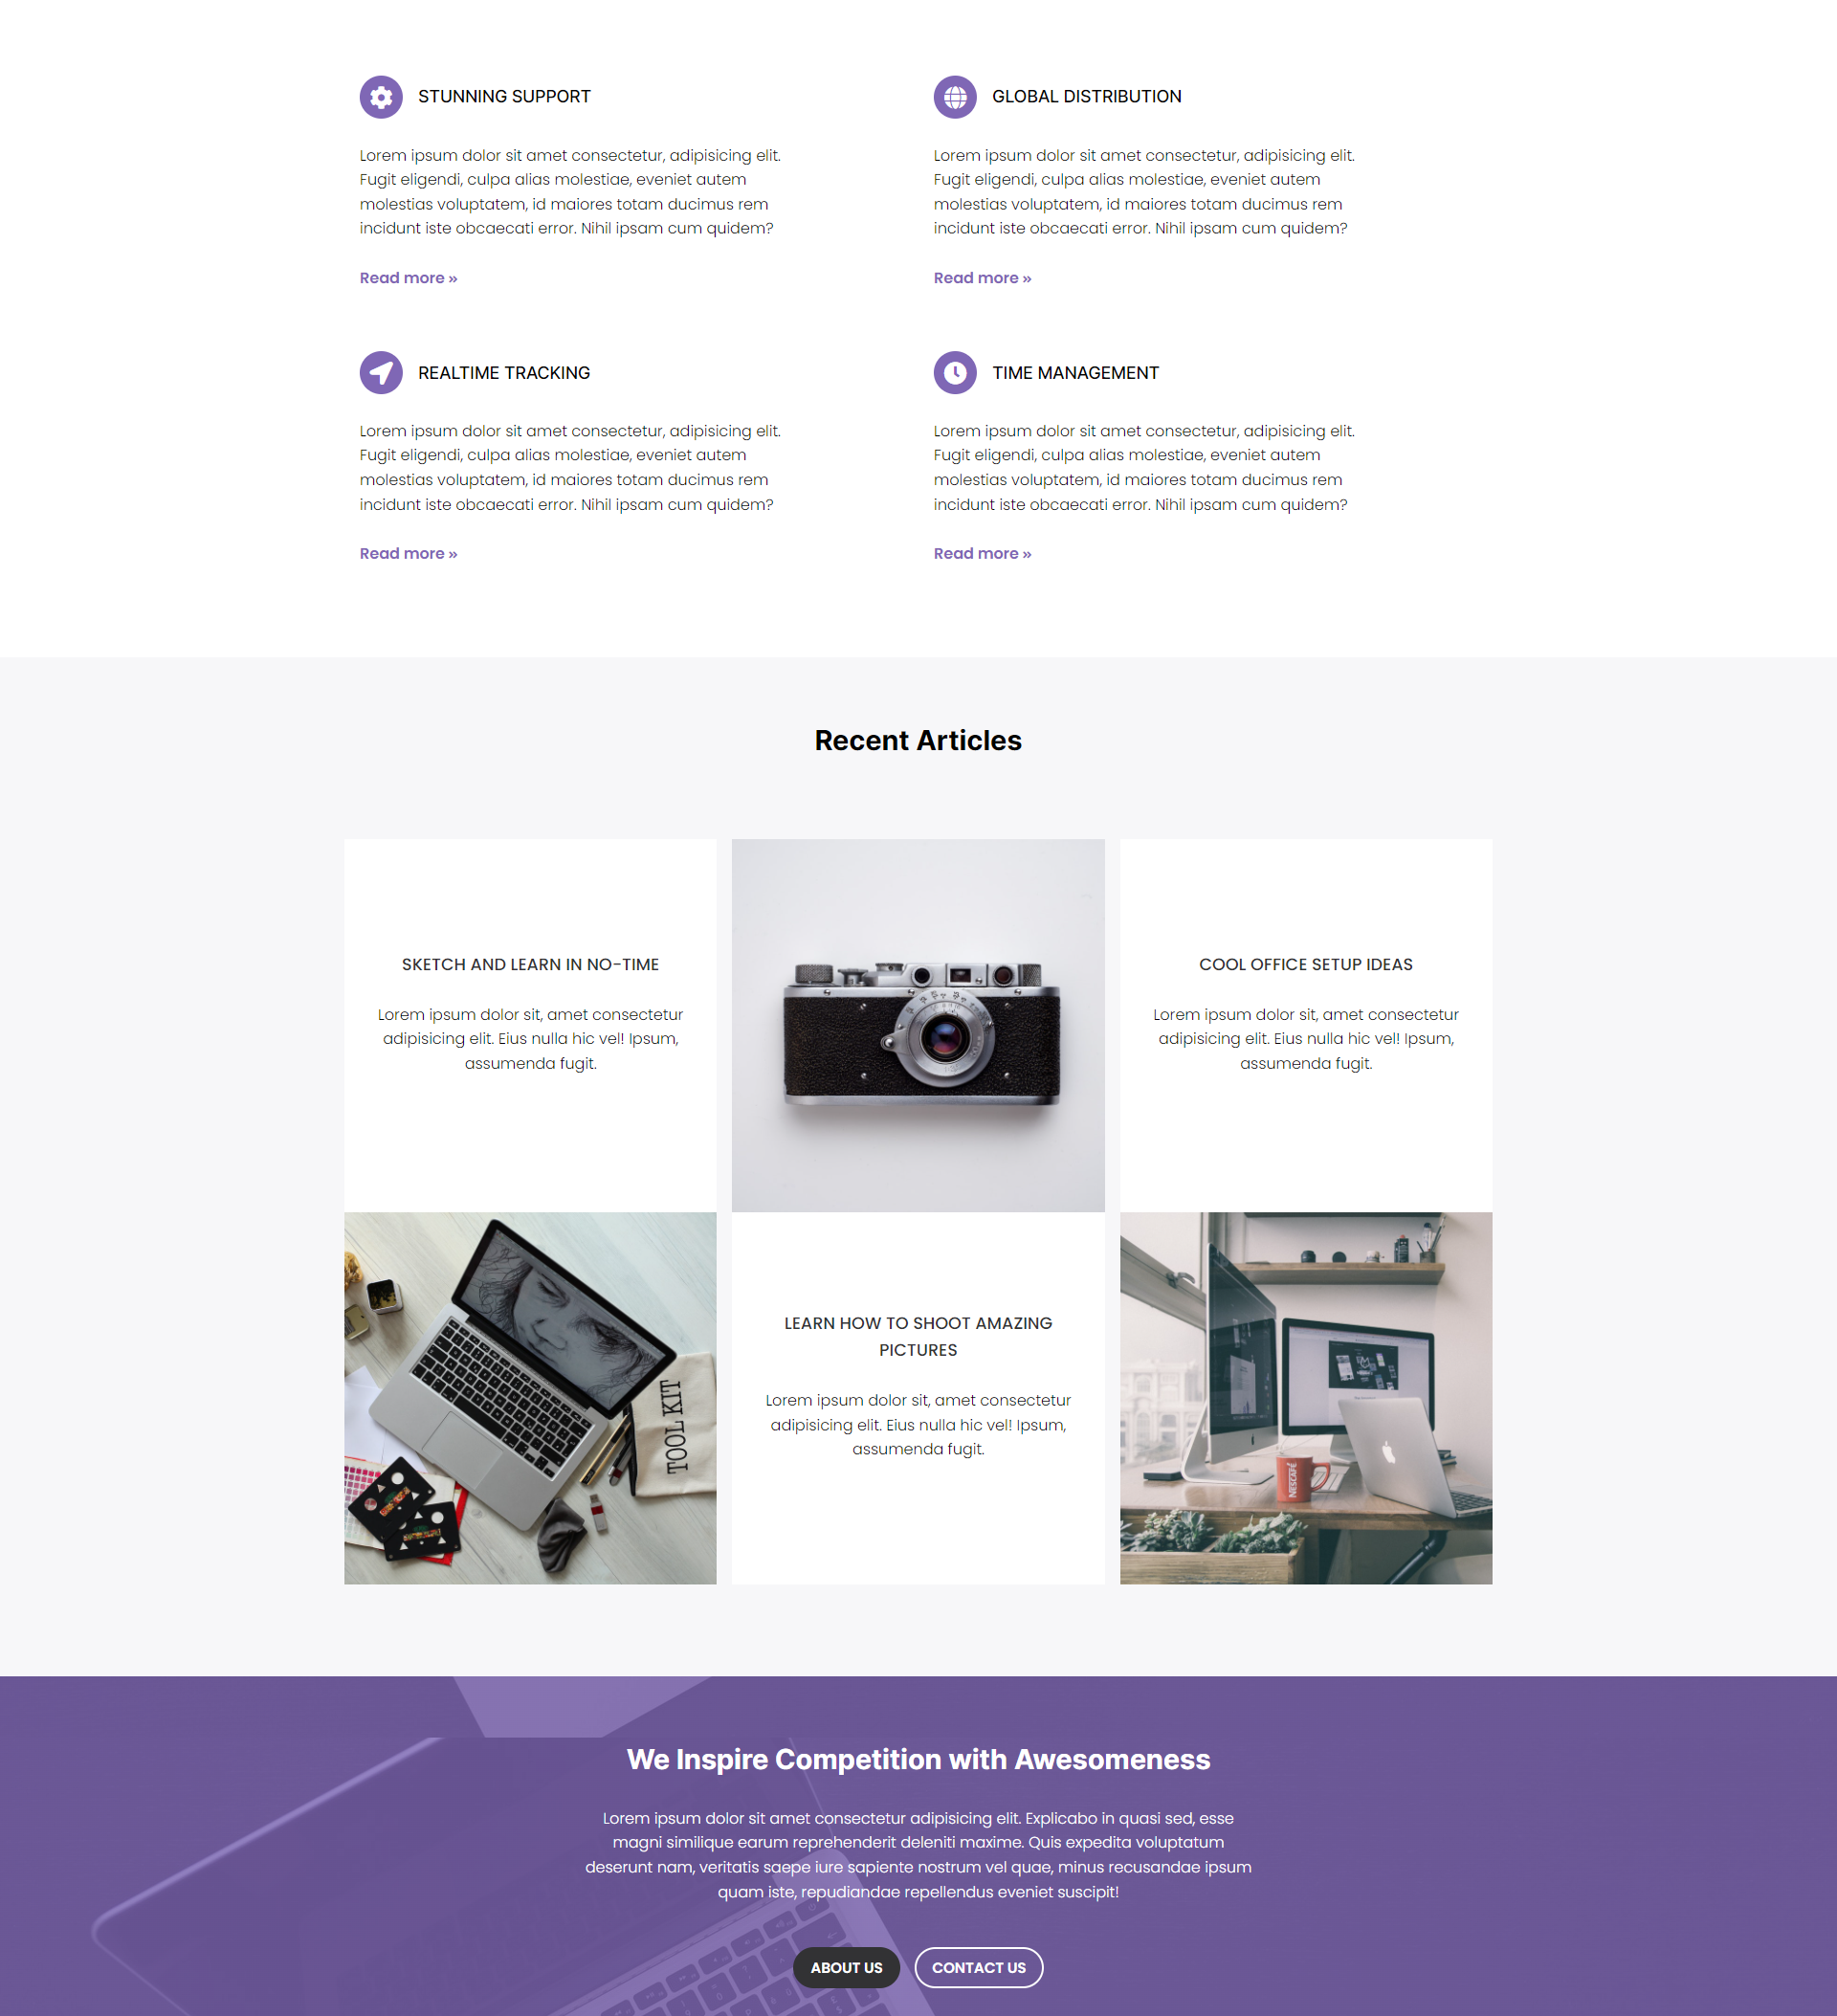 STUNNING SUPPORT
Lorem ipsum dolor sit amet consectetur, adipisicing elit.
Fugit eligendi, culpa alias molestiae, eveniet autem
molestias voluptatem, id maiores totam ducimus rem
incidunt iste obcaecati error. Nihil ipsam cum quidem?
Read more »
GLOBAL DISTRIBUTION
Lorem ipsum dolor sit amet consectetur, adipisicing elit.
Fugit eligendi, culpa alias molestiae, eveniet autem
molestias voluptatem, id maiores totam ducimus rem
incidunt iste obcaecati error. Nihil ipsam cum quidem?
Read more »
REALTIME TRACKING
Lorem ipsum dolor sit amet consectetur, adipisicing elit.
Fugit eligendi, culpa alias molestiae, eveniet autem
molestias voluptatem, id maiores totam ducimus rem
incidunt iste obcaecati error. Nihil ipsam cum quidem?
Read more »
TIME MANAGEMENT
Lorem ipsum dolor sit amet consectetur, adipisicing elit.
Fugit eligendi, culpa alias molestiae, eveniet autem
molestias voluptatem, id maiores totam ducimus rem
incidunt iste obcaecati error. Nihil ipsam cum quidem?
Read more »
Recent Articles
SKETCH AND LEARN IN NO-TIME
Lorem ipsum dolor sit, amet consectetur
adipisicing elit. Eius nulla hic vel! Ipsum,
assumenda fugit.
TOOL KIT
LEARN HOW TO SHOOT AMAZING
PICTURES
Lorem ipsum dolor sit, amet consectetur
adipisicing elit. Eius nulla hic vel! Ipsum,
assumenda fugit.
COOL OFFICE SETUP IDEAS
Lorem ipsum dolor sit, amet consectetur
adipisicing elit. Eius nulla hic vel! Ipsum,
assumenda fugit.
NESCAFÉ
We Inspire Competition with Awesomeness
Lorem ipsum dolor sit amet consectetur adipisicing elit. Explicabo in quasi sed, esse
magni similique earum reprehenderit deleniti maxime. Quis expedita voluptatum
deserunt nam, veritatis saepe iure sapiente nostrum vel quae, minus recusandae ipsum
quam iste, repudiandae repellendus eveniet suscipit!
ABOUT US
CONTACT US